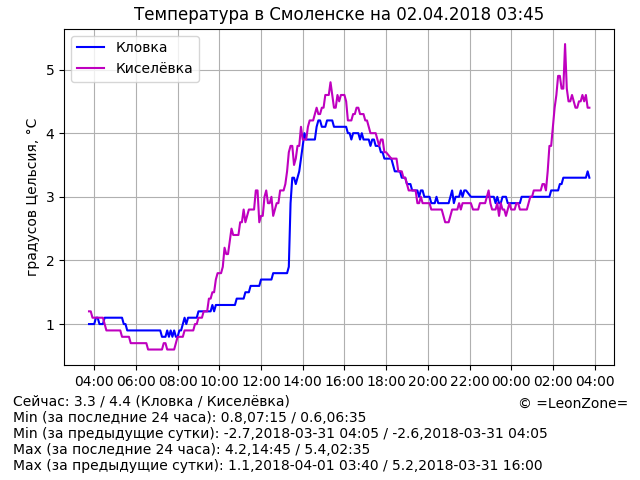 Температура в Смоленске на 02.04.2018 03:45
Кловка
Киселёвка
градусов Цельсия, °C
5
4
3
2
1
04:00 06:00 08:00 10:00 12:00 14:00 16:00 18:00 20:00 22:00 00:00 02:00 04:00
Сейчас: 3.3 / 4.4 (Кловка / Киселёвка)
© =LeonZone=
Min (за последние 24 часа): 0.8,07:15 / 0.6,06:35
Min (за предыдущие сутки): -2.7,2018-03-31 04:05 / -2.6,2018-03-31 04:05
Max (за последние 24 часа): 4.2,14:45 / 5.4,02:35
Max (за предыдущие сутки): 1.1,2018-04-01 03:40 / 5.2,2018-03-31 16:00